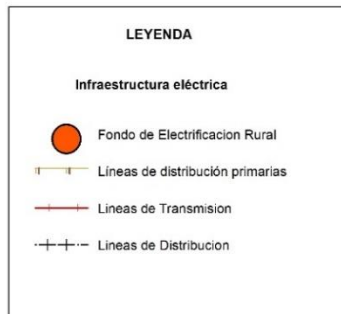 LEYENDA
Infraestructura eléctrica
Fondo de Electrificacion Rural
Líneas de distribución primarias
Lineas de Transmision
Lineas de Distribucion